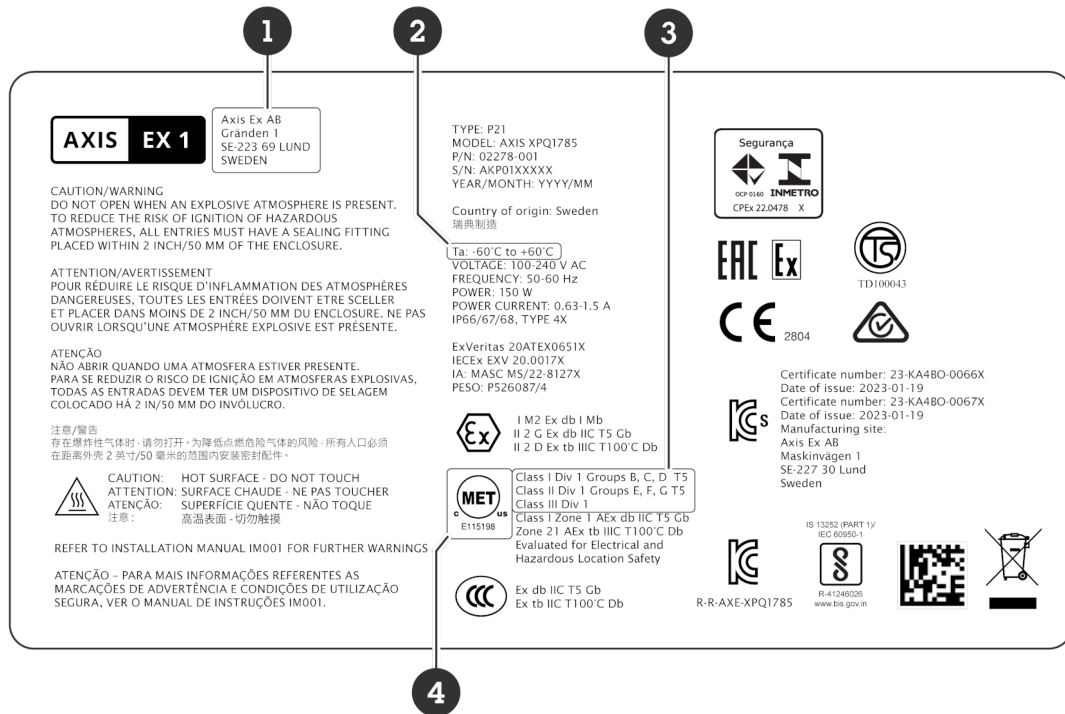 1
2
3
AXIS EX 1
Axis Ex AB
Gränden 1
SE-223 69 LUND
SWEDEN
CAUTION/WARNING
DO NOT OPEN WHEN AN EXPLOSIVE ATMOSPHERE IS PRESENT.
TO REDUCE THE RISK OF IGNITION OF HAZARDOUS
ATMOSPHERES, ALL ENTRIES MUST HAVE A SEALING FITTING
PLACED WITHIN 2 INCH/50 MM OF THE ENCLOSURE.
ATTENTION/AVERTISSEMENT
POUR RÉDUIRE LE RISQUE D'INFLAMMATION DES ATMOSPHÈRES
DANGEREUSES, TOUTES LES ENTRÉES DOIVENT ETRE SCELLER
ET PLACER DANS MOINS DE 2 INCH/50 MM DU ENCLOSURE. NE PAS
OUVRIR LORSQU'UNE ATMOSPHÈRE EXPLOSIVE EST PRÉSENTE.
ATENÇÃO
NÃO ABRIR QUANDO UMA ATMOSFERA ESTIVER PRESENTE.
PARA SE REDUZIR O RISCO DE IGNIÇÃO EM ATMOSFERAS EXPLOSIVAS,
TODAS AS ENTRADAS DEVEM TER UM DISPOSITIVO DE SELAGEM
COLOCADO HÁ 2 IN/50 MM DO INVÓLUCRO.
注意/警告
存在爆炸性气体时·请勿打开·为降低点燃危险气体的风险·所有入口必须
在距离外壳 2 英寸/50 毫米的范围内安装密封配件。
CAUTION: HOT SURFACE - DO NOT TOUCH
ATTENTION: SURFACE CHAUDE - NE PAS TOUCHER
ATENÇÃO: SUPERFÍCIE QUENTE - NÃO TOQUE
注意: 高温表面 - 切勿触摸
REFER TO INSTALLATION MANUAL IM001 FOR FURTHER WARNINGS
ATENÇÃO - PARA MAIS INFORMAÇÕES REFERENTES AS
MARCAÇÕES DE ADVERTÊNCIA E CONDIÇÕES DE UTILIZAÇÃO
SEGURA, VER O MANUAL DE INSTRUÇÕES IM001.
TYPE: P21
MODEL: AXIS XPQ1785
P/N: 02278-001
S/N: AKP01XXXXX
YEAR/MONTH: YYYY/MM
Country of origin: Sweden
瑞典制造
Ta: -60°C to +60°C
VOLTAGE: 100-240 V AC
FREQUENCY: 50-60 Hz
POWER: 150 W
POWER CURRENT: 0.63-1.5 A
IP66/67/68, TYPE 4X
ExVeritas 20ATEX0651X
IECEx EXV 20.0017X
IA: MASC MS/22-8127X
PESO: P526087/4
Ex
I M2 Ex db I Mb
II 2 G Ex db IIC T5 Gb
II 2 D Ex tb IIIC T100°C Db
c MET us
E115198
Class I Div 1 Groups B, C, D T5
Class II Div 1 Groups E, F, G T5
Class III Div 1
Class I Zone 1 AEx db IIC T5 Gb
Zone 21 AEx tb IIIC T100°C Db
Evaluated for Electrical and
Hazardous Location Safety
CCC
Ex db IIC T5 Gb
Ex tb IIC T100°C Db
Segurança
OCP 0160 INMETRO
CPEx 22.0478 X
EAC Ex
TS
TD100043
CE 2804
KC s
Certificate number: 23-KA4BO-0066X
Date of issue: 2023-01-19
Certificate number: 23-KA4BO-0067X
Date of issue: 2023-01-19
Manufacturing site:
Axis Ex AB
Maskinvägen 1
SE-227 30 Lund
Sweden
KC
R-R-AXE-XPQ1785
IS 13252 (PART 1)/
IEC 60950-1
R-41246026
www.bis.gov.in
4